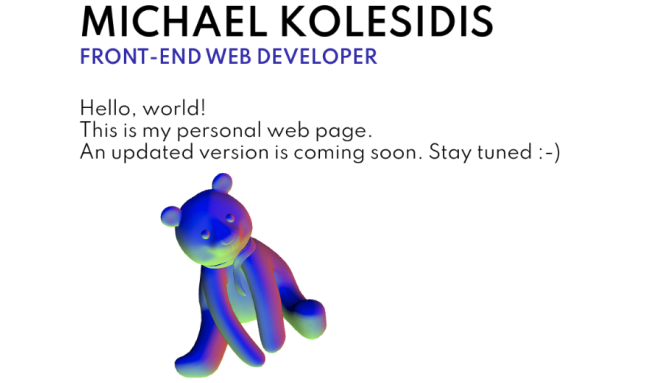 MICHAEL KOLESIDIS
FRONT-END WEB DEVELOPER
Hello, world!
This is my personal web page.
An updated version is coming soon. Stay tuned :-)